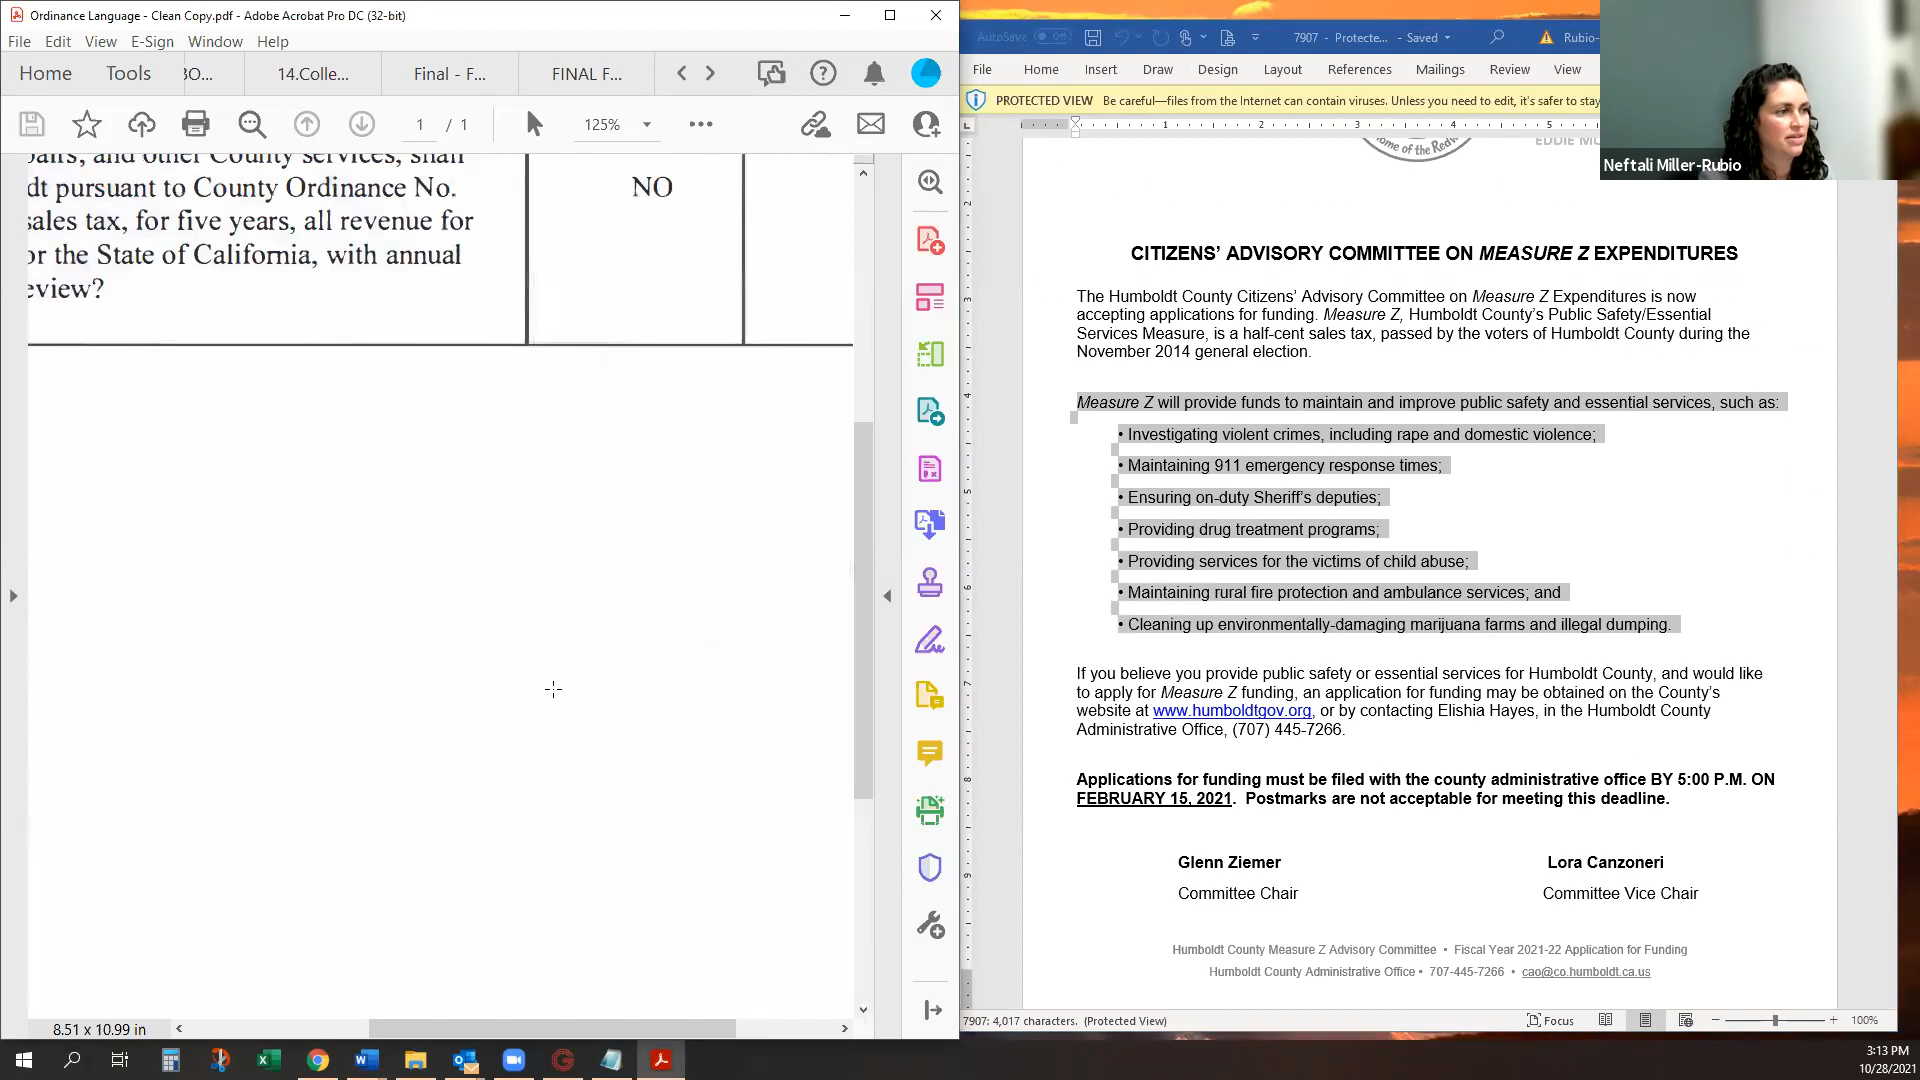 Ordinance Language - Clean Copy.pdf - Adobe Acrobat Pro DC (32-bit)
File Edit View E-Sign Window Help
Home Tools 14.Colle... Final - F... FINAL F...
1 / 1 125%
and other County services, shall
dt pursuant to County Ordinance No.
sales tax, for five years, all revenue for
or the State of California, with annual
eview?
NO
8.51 x 10.99 in
AutoSave Off 7907 - Protecte... - Saved Rubio-
File Home Insert Draw Design Layout References Mailings Review View
PROTECTED VIEW Be careful—files from the Internet can contain viruses. Unless you need to edit, it's safer to stay
Neftali Miller-Rubio
CITIZENS’ ADVISORY COMMITTEE ON MEASURE Z EXPENDITURES
The Humboldt County Citizens’ Advisory Committee on Measure Z Expenditures is now
accepting applications for funding. Measure Z, Humboldt County’s Public Safety/Essential
Services Measure, is a half-cent sales tax, passed by the voters of Humboldt County during the
November 2014 general election.
Measure Z will provide funds to maintain and improve public safety and essential services, such as:
• Investigating violent crimes, including rape and domestic violence;
• Maintaining 911 emergency response times;
• Ensuring on-duty Sheriff’s deputies;
• Providing drug treatment programs;
• Providing services for the victims of child abuse;
• Maintaining rural fire protection and ambulance services; and
• Cleaning up environmentally-damaging marijuana farms and illegal dumping.
If you believe you provide public safety or essential services for Humboldt County, and would like
to apply for Measure Z funding, an application for funding may be obtained on the County’s
website at www.humboldtgov.org, or by contacting Elishia Hayes, in the Humboldt County
Administrative Office, (707) 445-7266.
Applications for funding must be filed with the county administrative office BY 5:00 P.M. ON
FEBRUARY 15, 2021. Postmarks are not acceptable for meeting this deadline.
Glenn Ziemer Lora Canzoneri
Committee Chair Committee Vice Chair
Humboldt County Measure Z Advisory Committee • Fiscal Year 2021-22 Application for Funding
Humboldt County Administrative Office • 707-445-7266 • cao@co.humboldt.ca.us
7907: 4,017 characters. (Protected View) Focus 100%
3:13 PM
10/28/2021